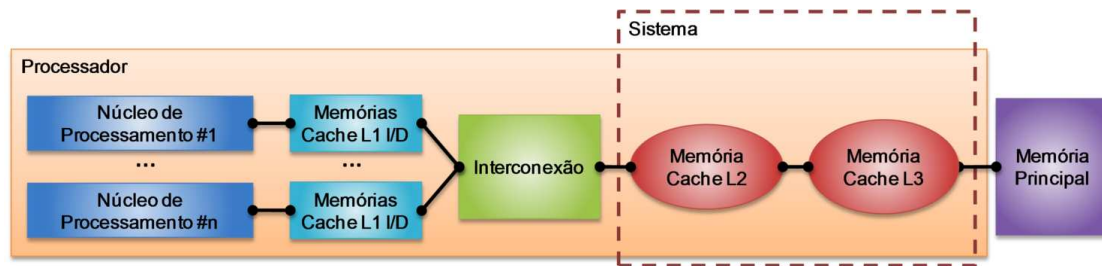 Sistema
Processador
Núcleo de
Processamento #1
Memórias
Cache L1 I/D
...
...
Núcleo de
Processamento #n
Memórias
Cache L1 I/D
Interconexão
Memória
Cache L2
Memória
Cache L3
Memória
Principal